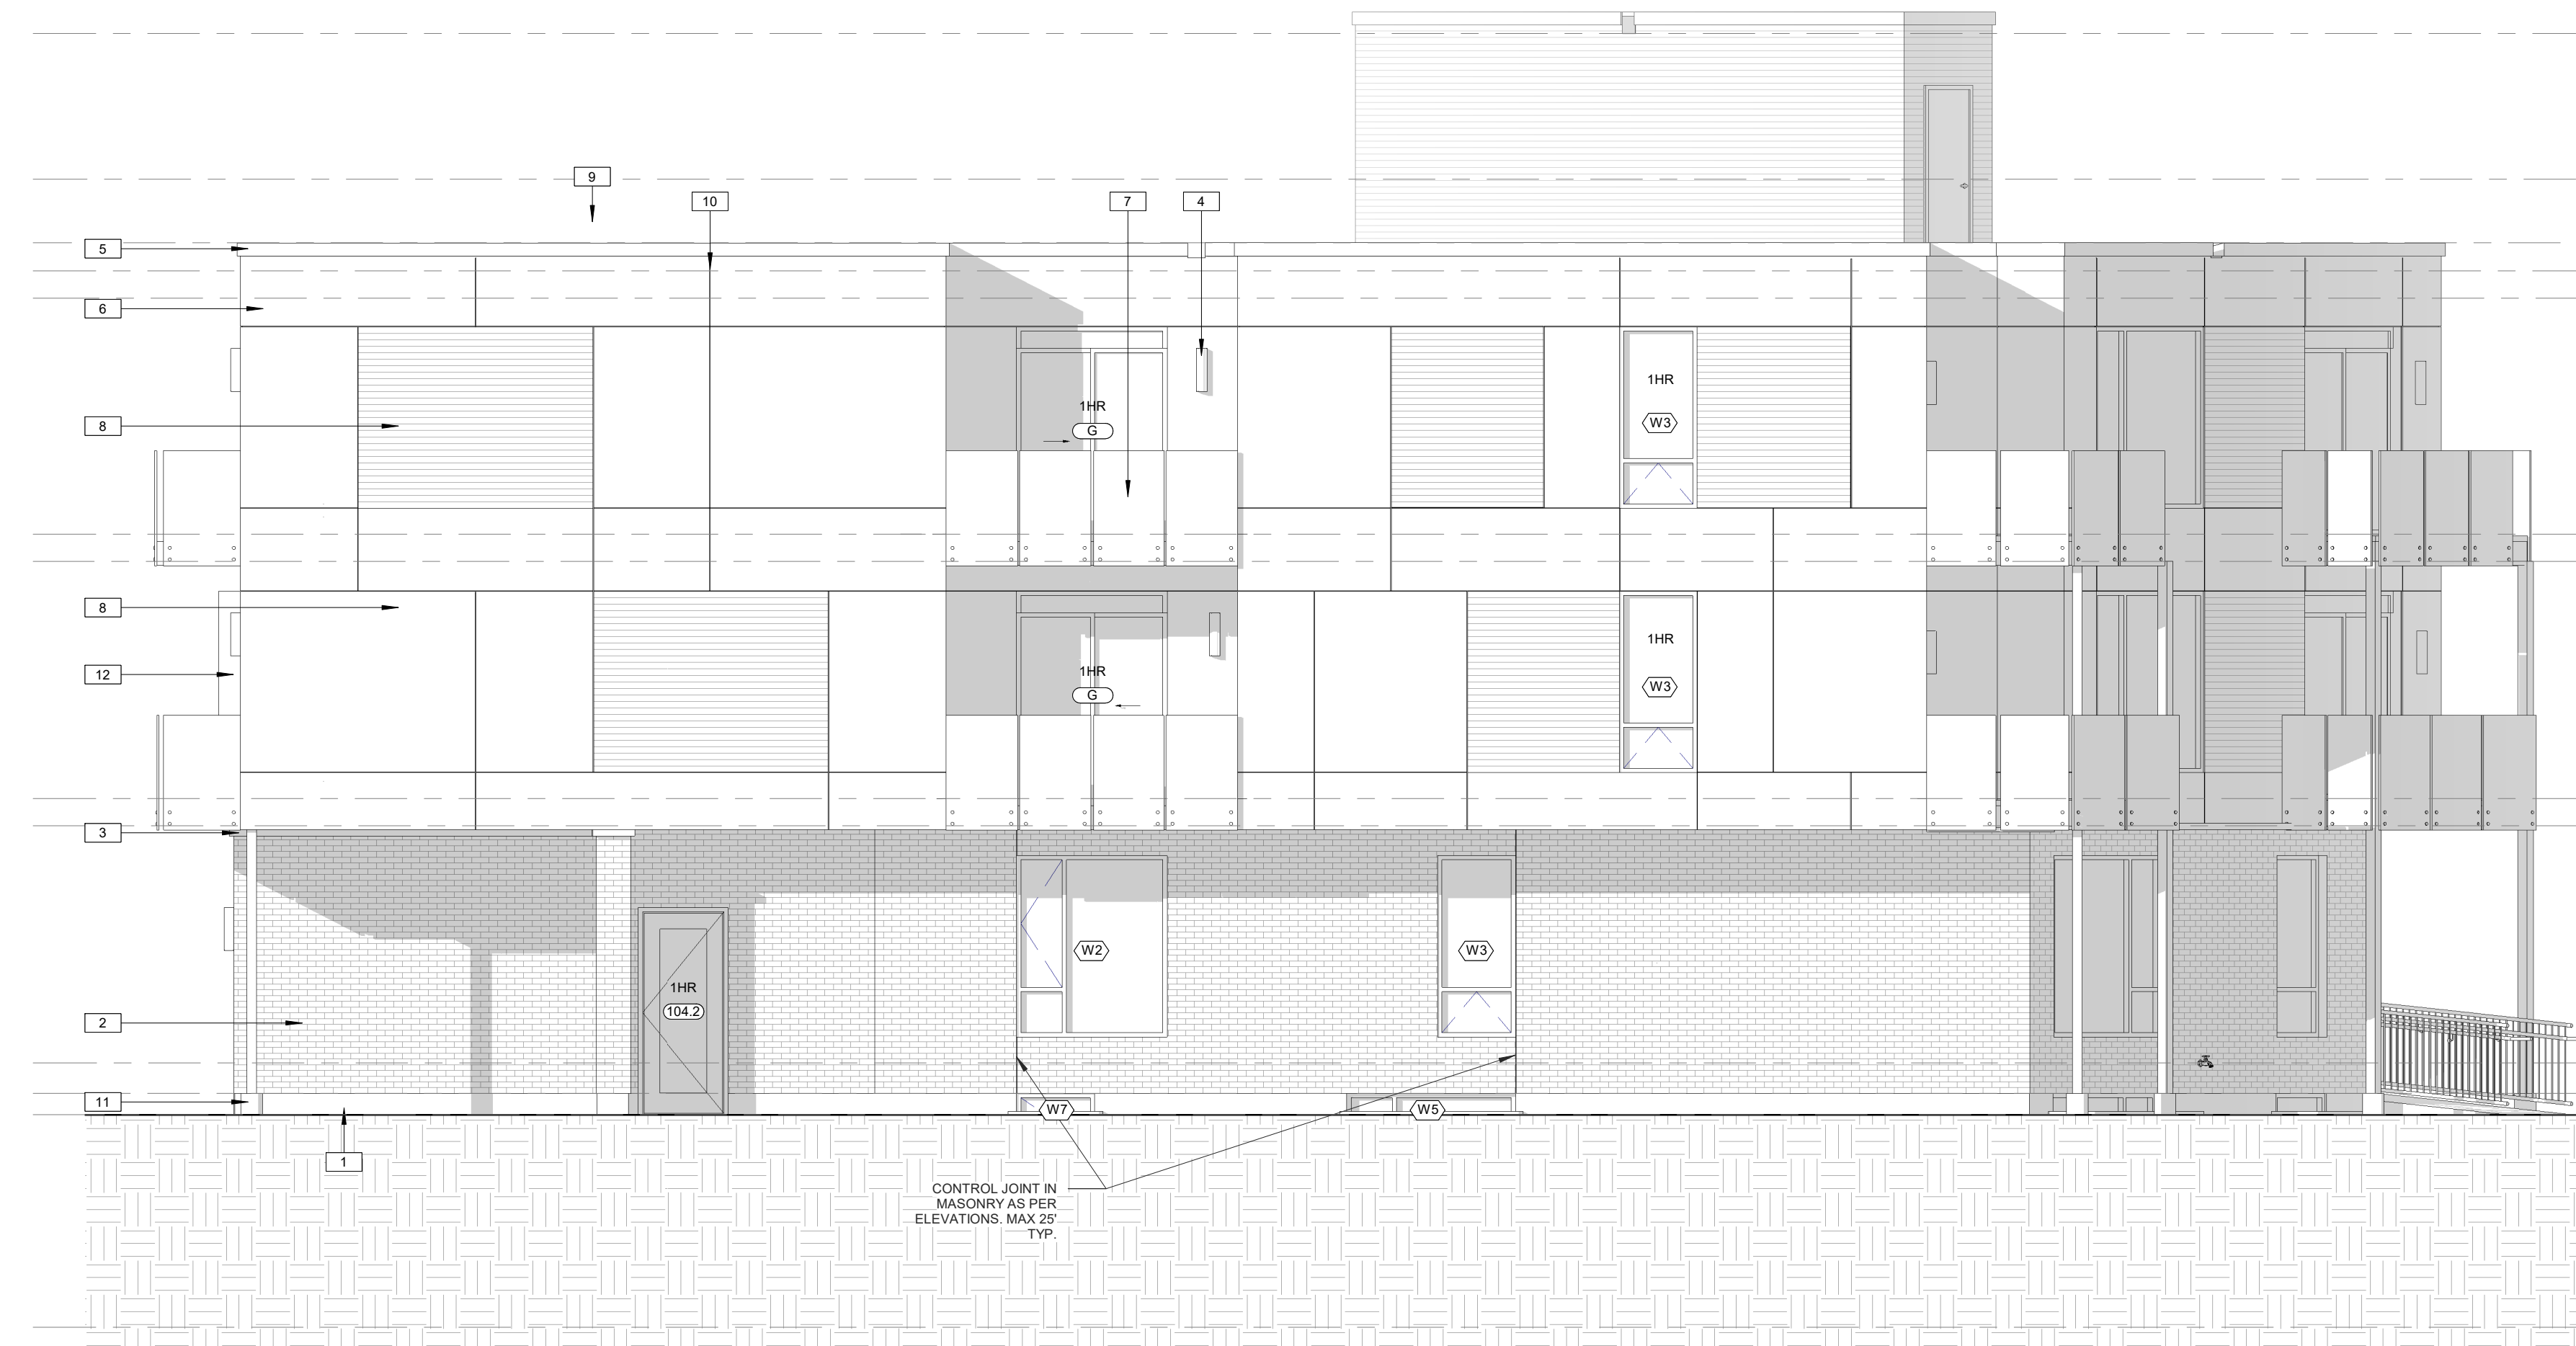 9
10
7
4
5
6
1HR
W3
1HR
G
8
8
1HR
W3
1HR
G
12
3
W2
W3
1HR
104.2
2
11
W7
W5
1
CONTROL JOINT IN
MASONRY AS PER
ELEVATIONS. MAX 25'
TYP.